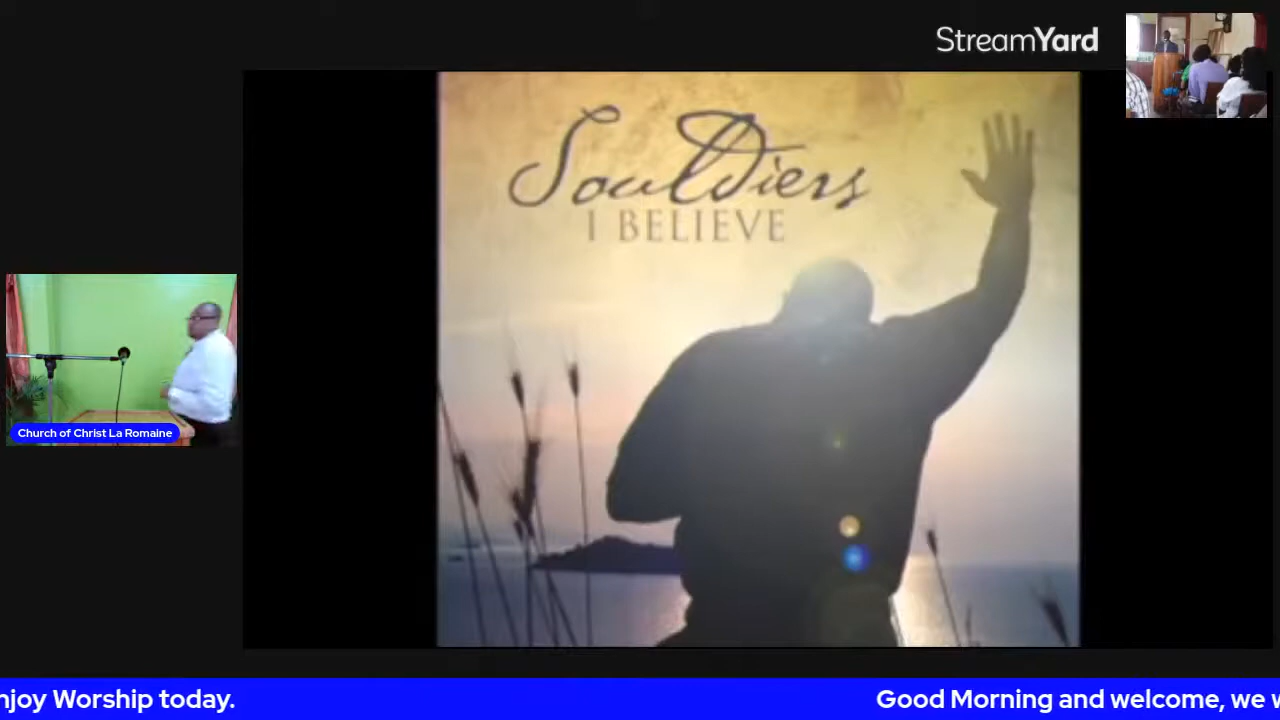 StreamYard
Souldiers
I BELIEVE
Church of Christ La Romaine
njoy Worship today.
Good Morning and welcome, we w